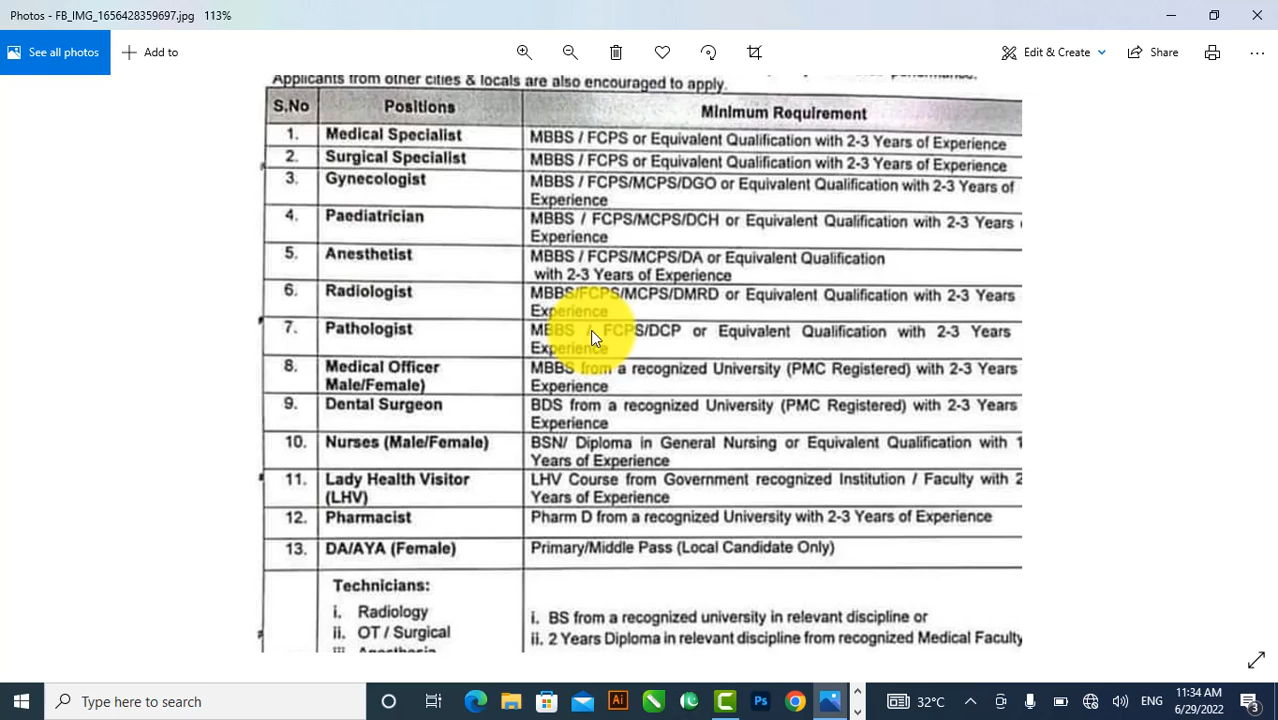 Photos - FB_IMG_1656428359697.jpg 113%
See all photos
Add to
Edit & Create
Share
Applicants from other cities & locals are also encouraged to apply.
S.No Positions Minimum Requirement
1. Medical Specialist MBBS / FCPS or Equivalent Qualification with 2-3 Years of Experience
2. Surgical Specialist MBBS / FCPS or Equivalent Qualification with 2-3 Years of Experience
3. Gynecologist MBBS / FCPS/MCPS/DGO or Equivalent Qualification with 2-3 Years of
Experience
4. Paediatrician MBBS / FCPS/MCPS/DCH or Equivalent Qualification with 2-3 Years
Experience
5. Anesthetist MBBS / FCPS/MCPS/DA or Equivalent Qualification
with 2-3 Years of Experience
6. Radiologist MBBS/FCPS/MCPS/DMRD or Equivalent Qualification with 2-3 Years
Experience
7. Pathologist MBBS / FCPS/DCP or Equivalent Qualification with 2-3 Years
Experience
8. Medical Officer MBBS from a recognized University (PMC Registered) with 2-3 Years
Male/Female) Experience
9. Dental Surgeon BDS from a recognized University (PMC Registered) with 2-3 Years
Experience
10. Nurses (Male/Female) BSN/ Diploma in General Nursing or Equivalent Qualification with 1
Years of Experience
11. Lady Health Visitor LHV Course from Government recognized Institution / Faculty with 2
(LHV) Years of Experience
12. Pharmacist Pharm D from a recognized University with 2-3 Years of Experience
13. DA/AYA (Female) Primary/Middle Pass (Local Candidate Only)
Technicians:
i. Radiology i. BS from a recognized university in relevant discipline or
ii. OT / Surgical ii. 2 Years Diploma in relevant discipline from recognized Medical Faculty
iii. Anesthesia
Type here to search
32°C
ENG
11:34 AM
6/29/2022
3